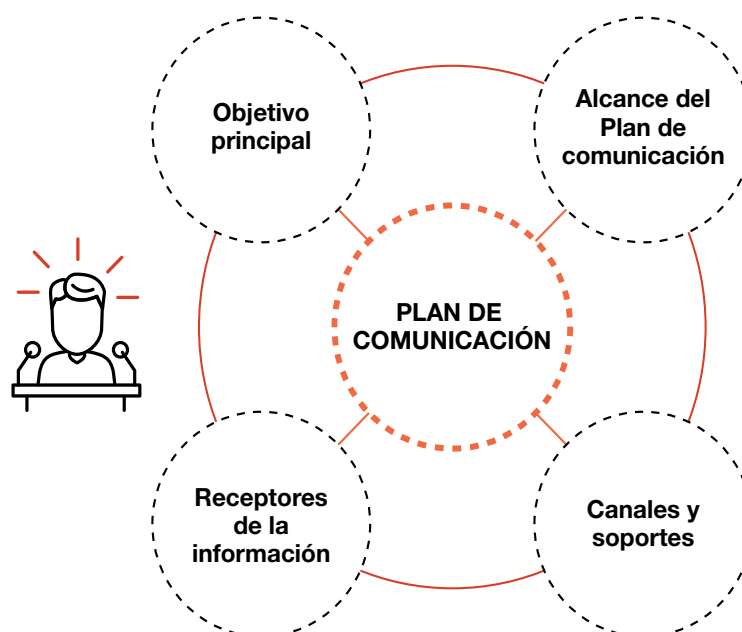 Objetivo
principal
Alcance del
Plan de
comunicación
PLAN DE
COMUNICACIÓN
Receptores
de la
información
Canales y
soportes